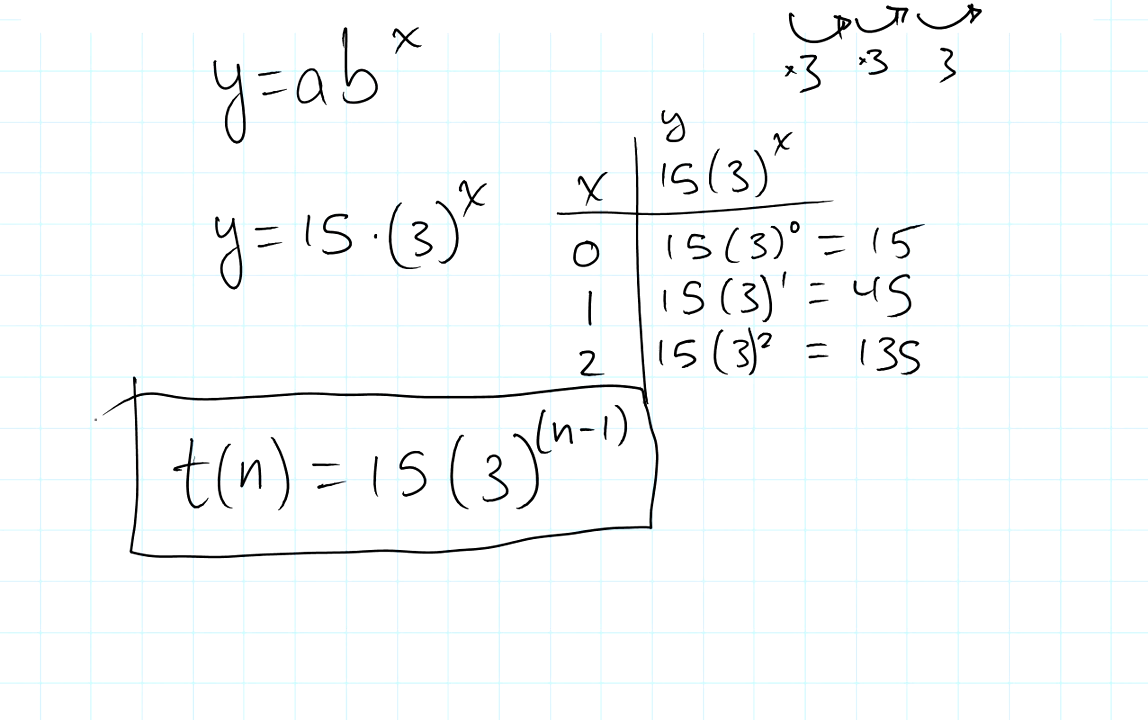 ×3 ×3 3
y = ab^x
y = 15 · (3)^x
x | y 15(3)^x
0 | 15(3)^0 = 15
1 | 15(3)^1 = 45
2 | 15(3)^2 = 135
t(n) = 15(3)^(n-1)